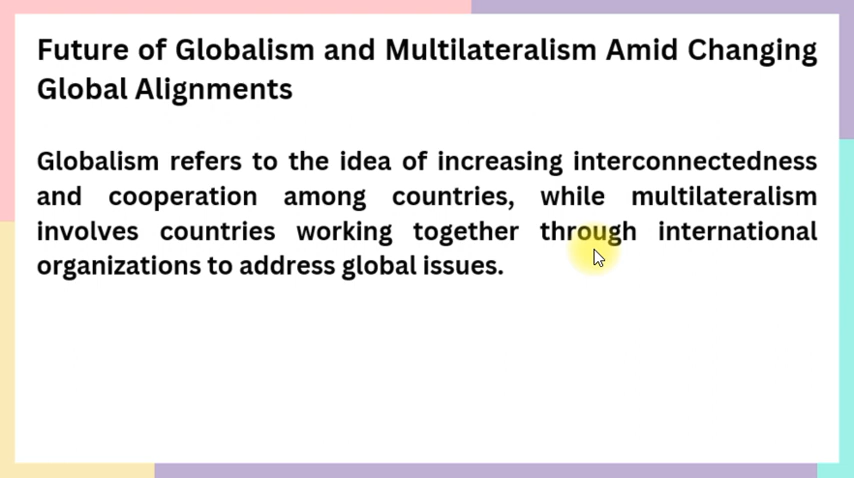 Future of Globalism and Multilateralism Amid Changing
Global Alignments
Globalism refers to the idea of increasing interconnectedness
and cooperation among countries, while multilateralism
involves countries working together through international
organizations to address global issues.